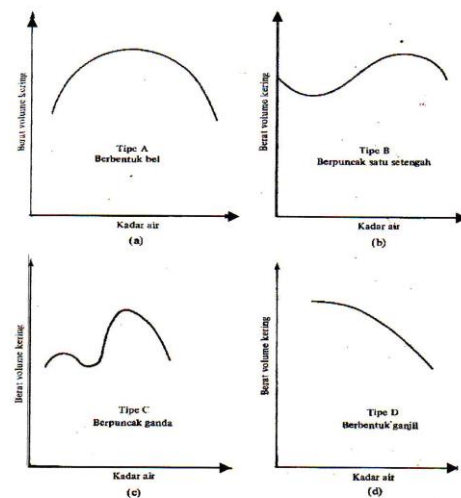 Berat volume kering
Tipe A
Berbentuk bel
Kadar air
(a)
Berat volume kering
Tipe B
Berpuncak satu setengah
Kadar air
(b)
Berat volume kering
Tipe C
Berpuncak ganda
Kadar air
(c)
Berat volume kering
Tipe D
Berbentuk ganjil
Kadar air
(d)